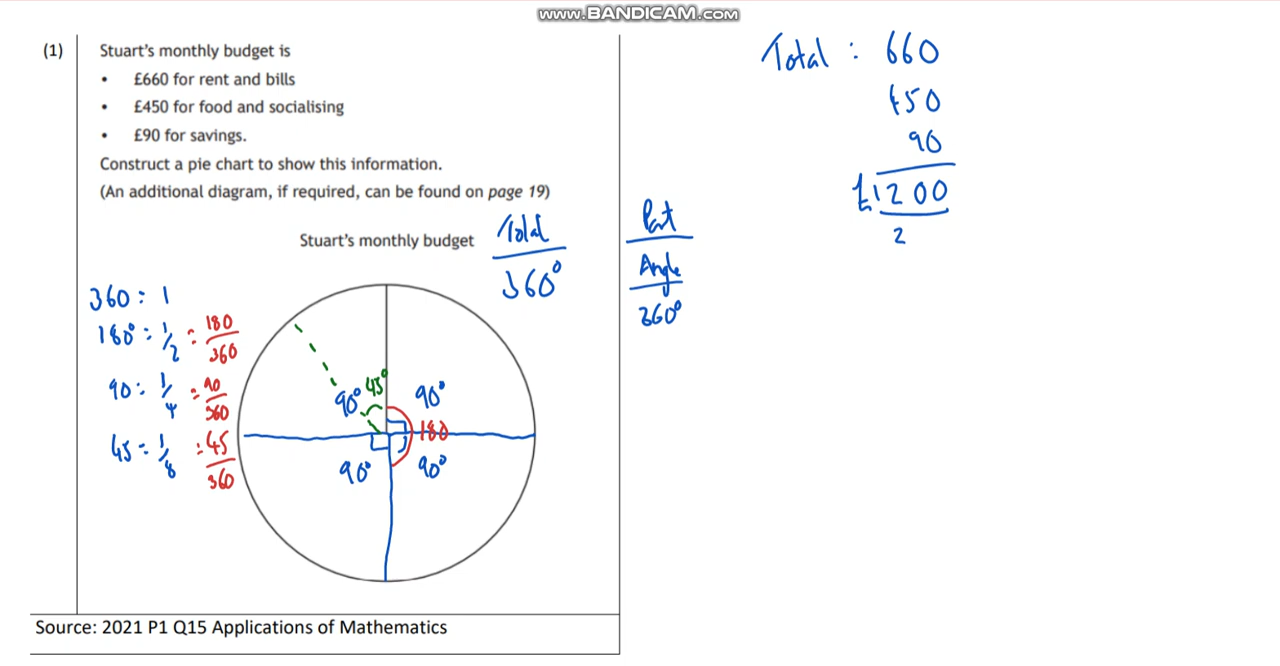 www.BANDICAM.com
(1) Stuart's monthly budget is
• £660 for rent and bills
• £450 for food and socialising
• £90 for savings.
Construct a pie chart to show this information.
(An additional diagram, if required, can be found on page 19)
Stuart's monthly budget
Total
360°
360 : 1
180° : 1/2 : 180/360
90 : 1/4 : 90/360
45 : 1/8 : 45/360
90° 45° 90°
180
90° 90°
Part
Angle
360°
Total : 660
450
90
£1200
2
Source: 2021 P1 Q15 Applications of Mathematics